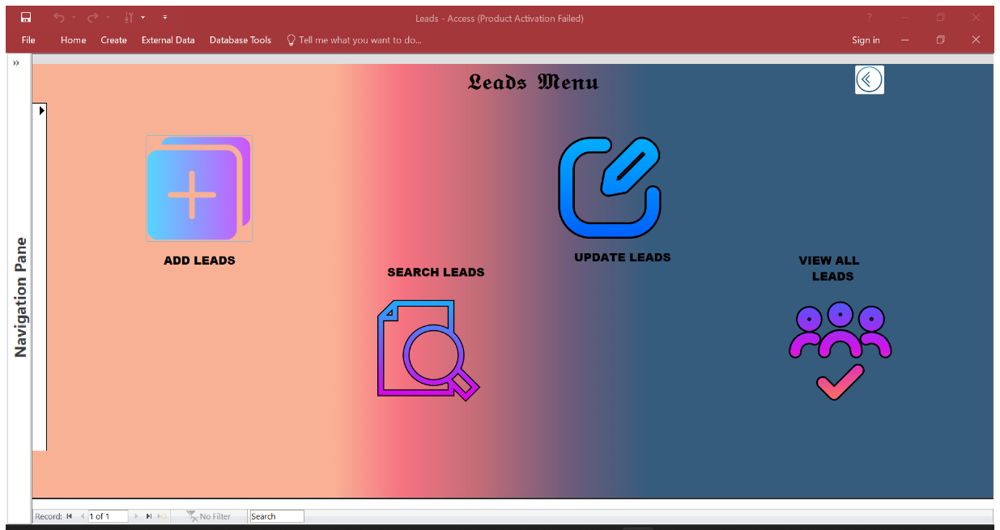 Leads - Access (Product Activation Failed)
?
File Home Create External Data Database Tools Tell me what you want to do... Sign in
»
Leads Menu
ADD LEADS
SEARCH LEADS
UPDATE LEADS
VIEW ALL
LEADS
Navigation Pane
Record: 1 of 1 No Filter Search